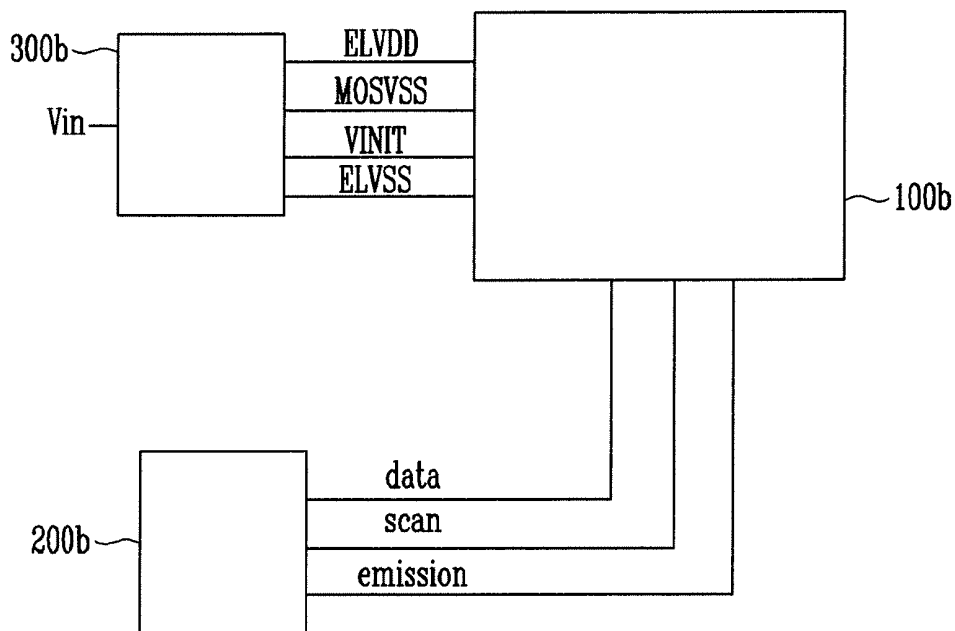 300b
ELVDD
MOSVSS
Vin
VINIT
ELVSS
100b
data
scan
200b
emission